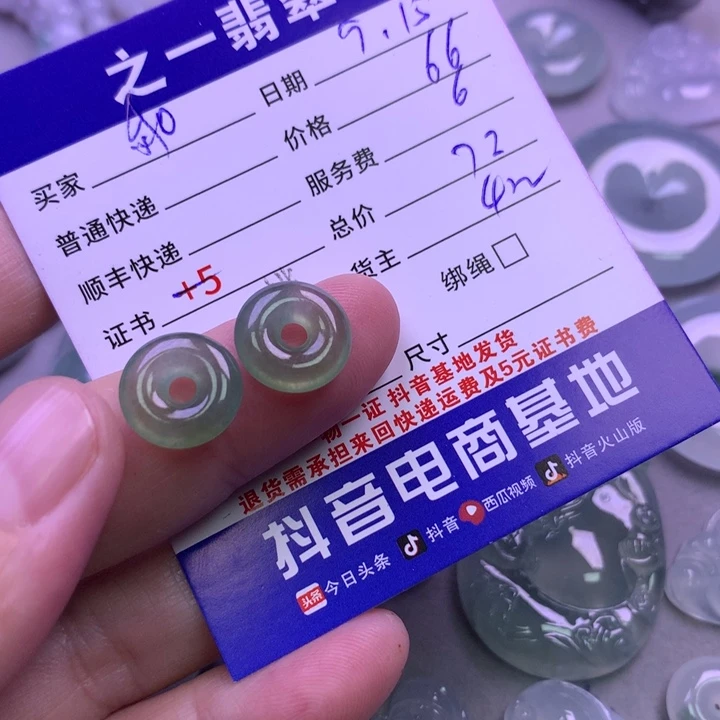 之一翡翠
日期 9.15
买家
价格 66
普通快递
服务费 6
顺丰快递
总价 72
证书 +5
货主
绑绳
尺寸
物一证 抖音基地发货
退货需承担来回快递运费及5元证书费
抖音电商基地
头条 今日头条 抖音 西瓜视频 抖音火山版